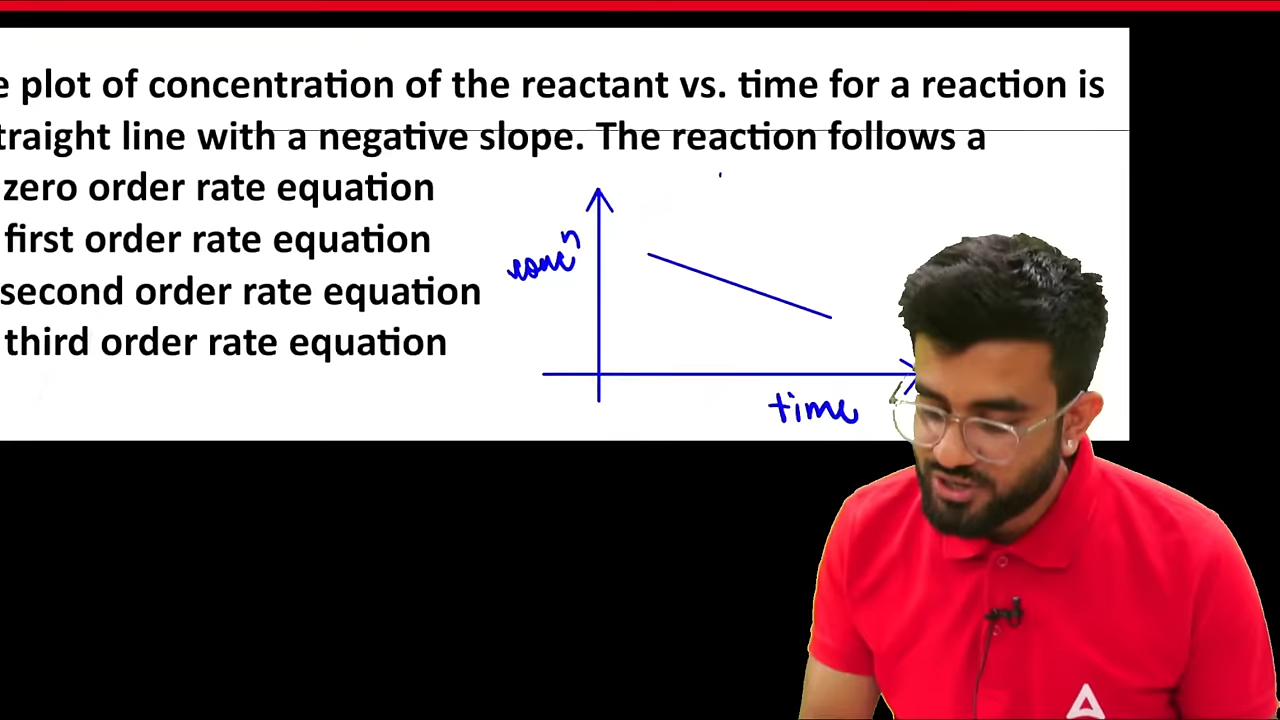 e plot of concentration of the reactant vs. time for a reaction is
traight line with a negative slope. The reaction follows a
zero order rate equation
first order rate equation
second order rate equation
third order rate equation
concⁿ
time